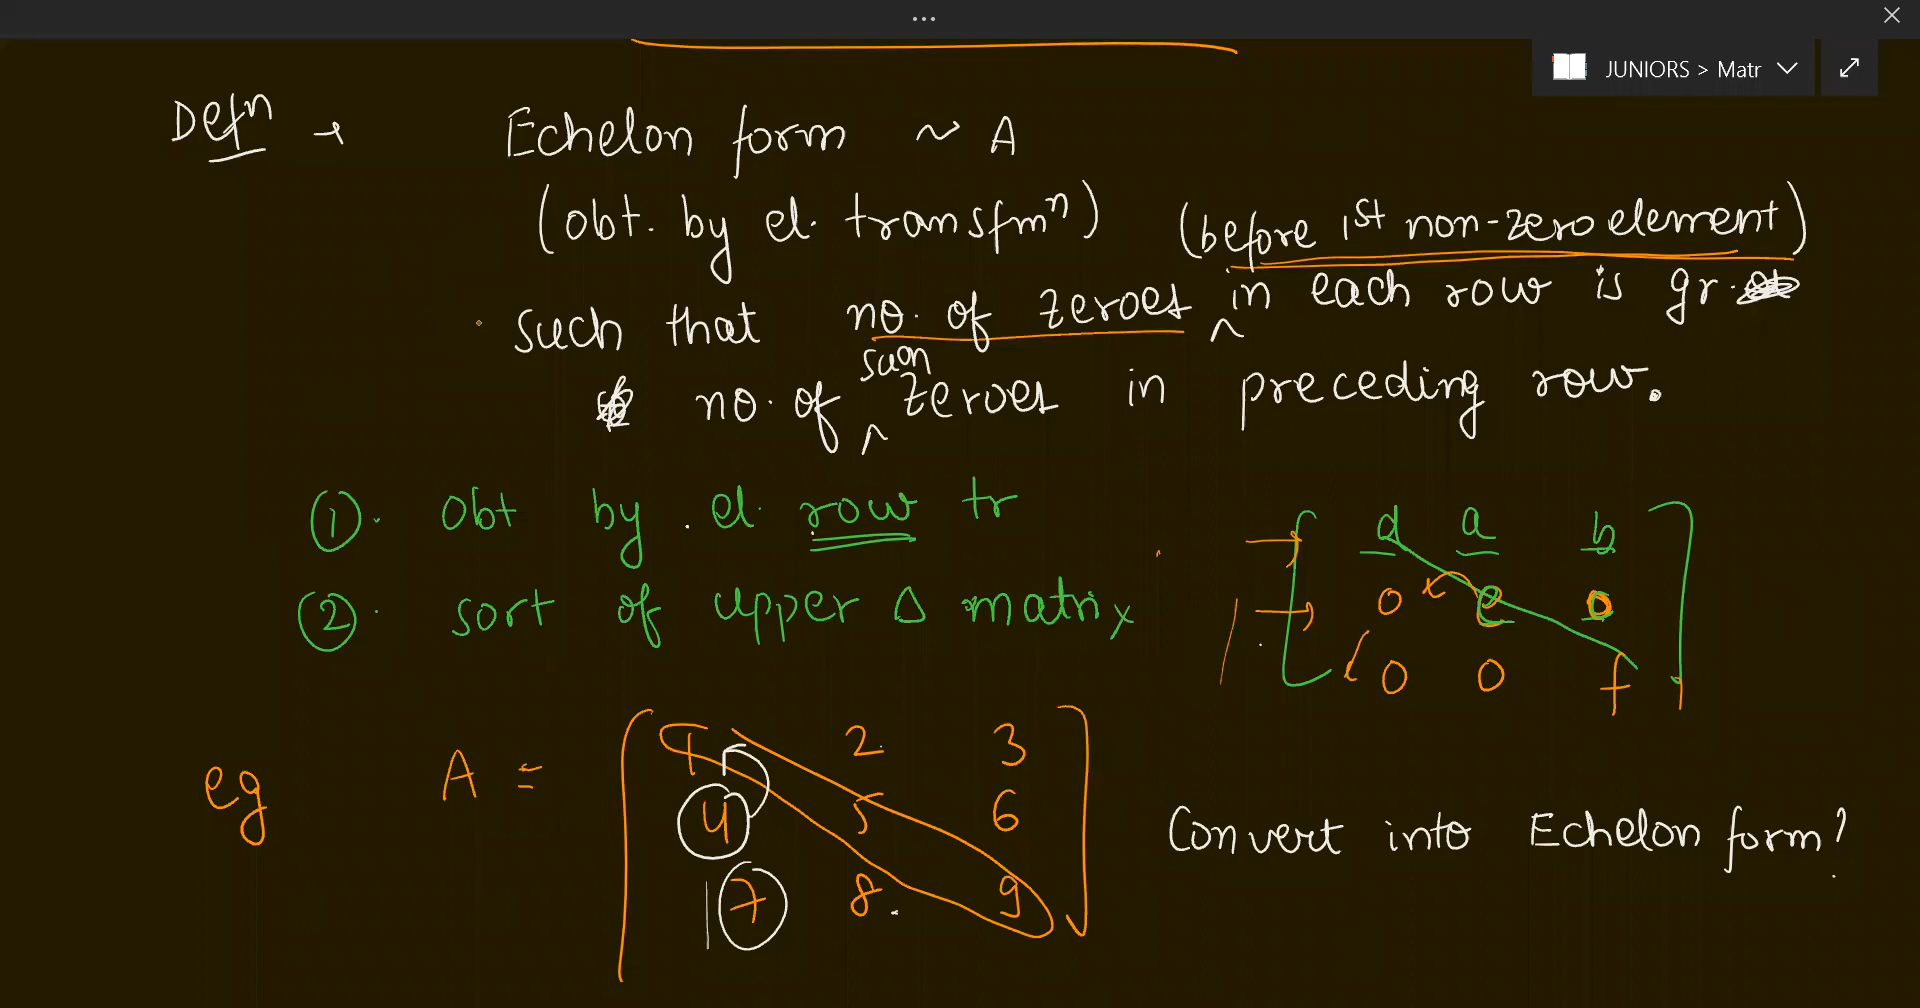 JUNIORS > Matr
Defn → Echelon form ~ A
(obt. by el. transfmn)
(before 1st non-zero element)
such that no. of zeroes ^ in each row is gr.
such
no. of ^ zeroes in preceding row.
① . Obt by . el. row tr
② . sort of upper Δ matrix
d a b
0 e
0 0 f
eg A =
1 2 3
4 5 6
7 8 9
Convert into Echelon form?